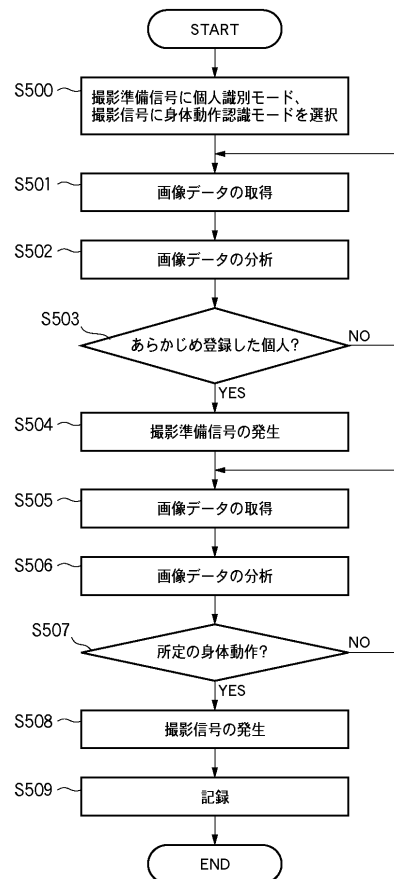 START
S500
撮影準備信号に個人識別モード、
撮影信号に身体動作認識モードを選択
S501
画像データの取得
S502
画像データの分析
S503
あらかじめ登録した個人?
NO
YES
S504
撮影準備信号の発生
S505
画像データの取得
S506
画像データの分析
S507
所定の身体動作?
NO
YES
S508
撮影信号の発生
S509
記録
END